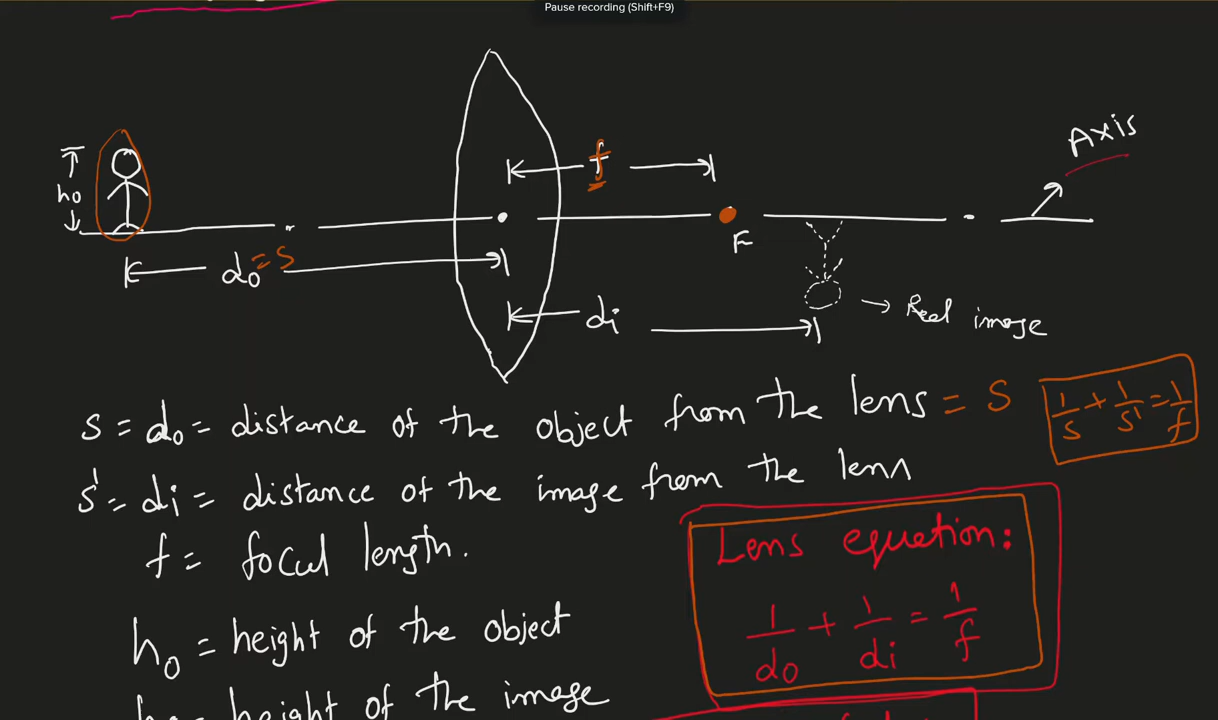 Pause recording (Shift+F9)
Axis
f
ho
F
do = s
di
Real image
s = do = distance of the object from the lens = s
1/s + 1/s' = 1/f
s' = di = distance of the image from the lens
f = focal length.
Lens equation:
1/do + 1/di = 1/f
ho = height of the object
= height of the image